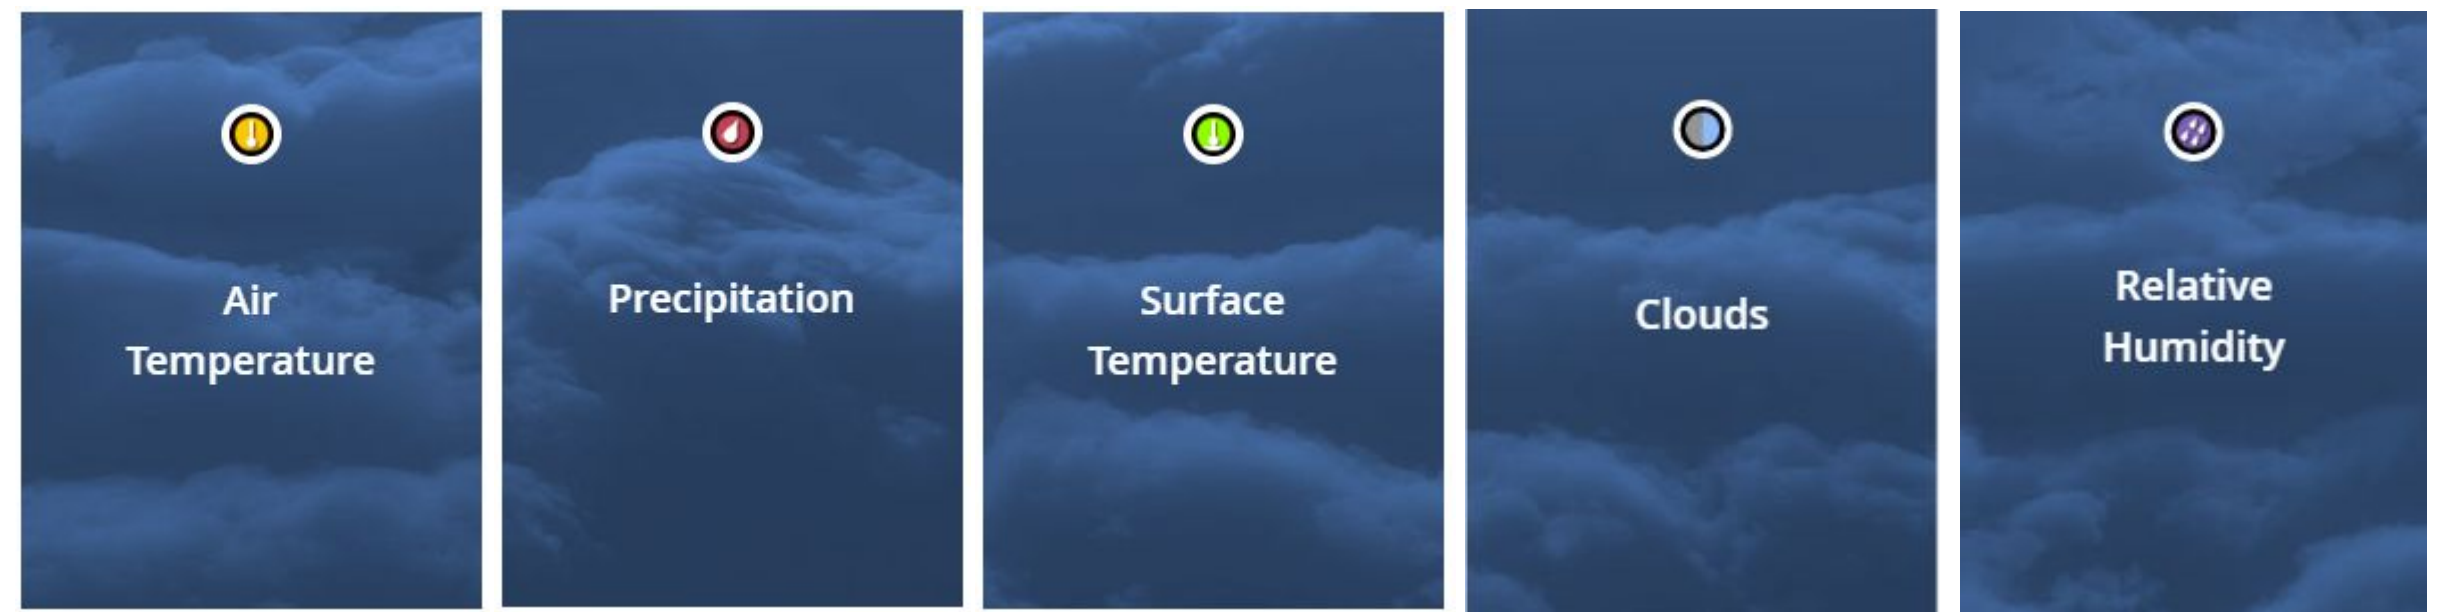 Air
Temperature
Precipitation
Surface
Temperature
Clouds
Relative
Humidity